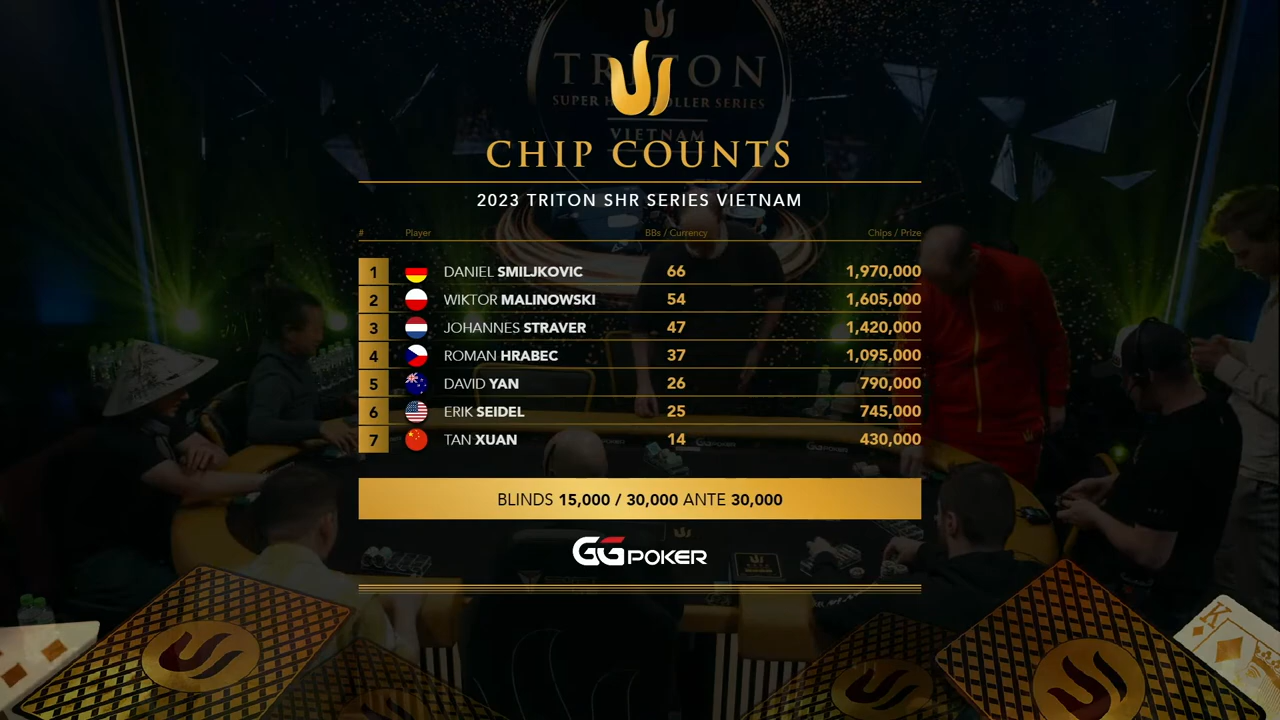 TRITON
SUPER HIGH ROLLER SERIES
VIETNAM
CHIP COUNTS
2023 TRITON SHR SERIES VIETNAM
# Player BBs / Currency Chips / Prize
1 DANIEL SMILJKOVIC 66 1,970,000
2 WIKTOR MALINOWSKI 54 1,605,000
3 JOHANNES STRAVER 47 1,420,000
4 ROMAN HRABEC 37 1,095,000
5 DAVID YAN 26 790,000
6 ERIK SEIDEL 25 745,000
7 TAN XUAN 14 430,000
BLINDS 15,000 / 30,000 ANTE 30,000
GGPOKER
K